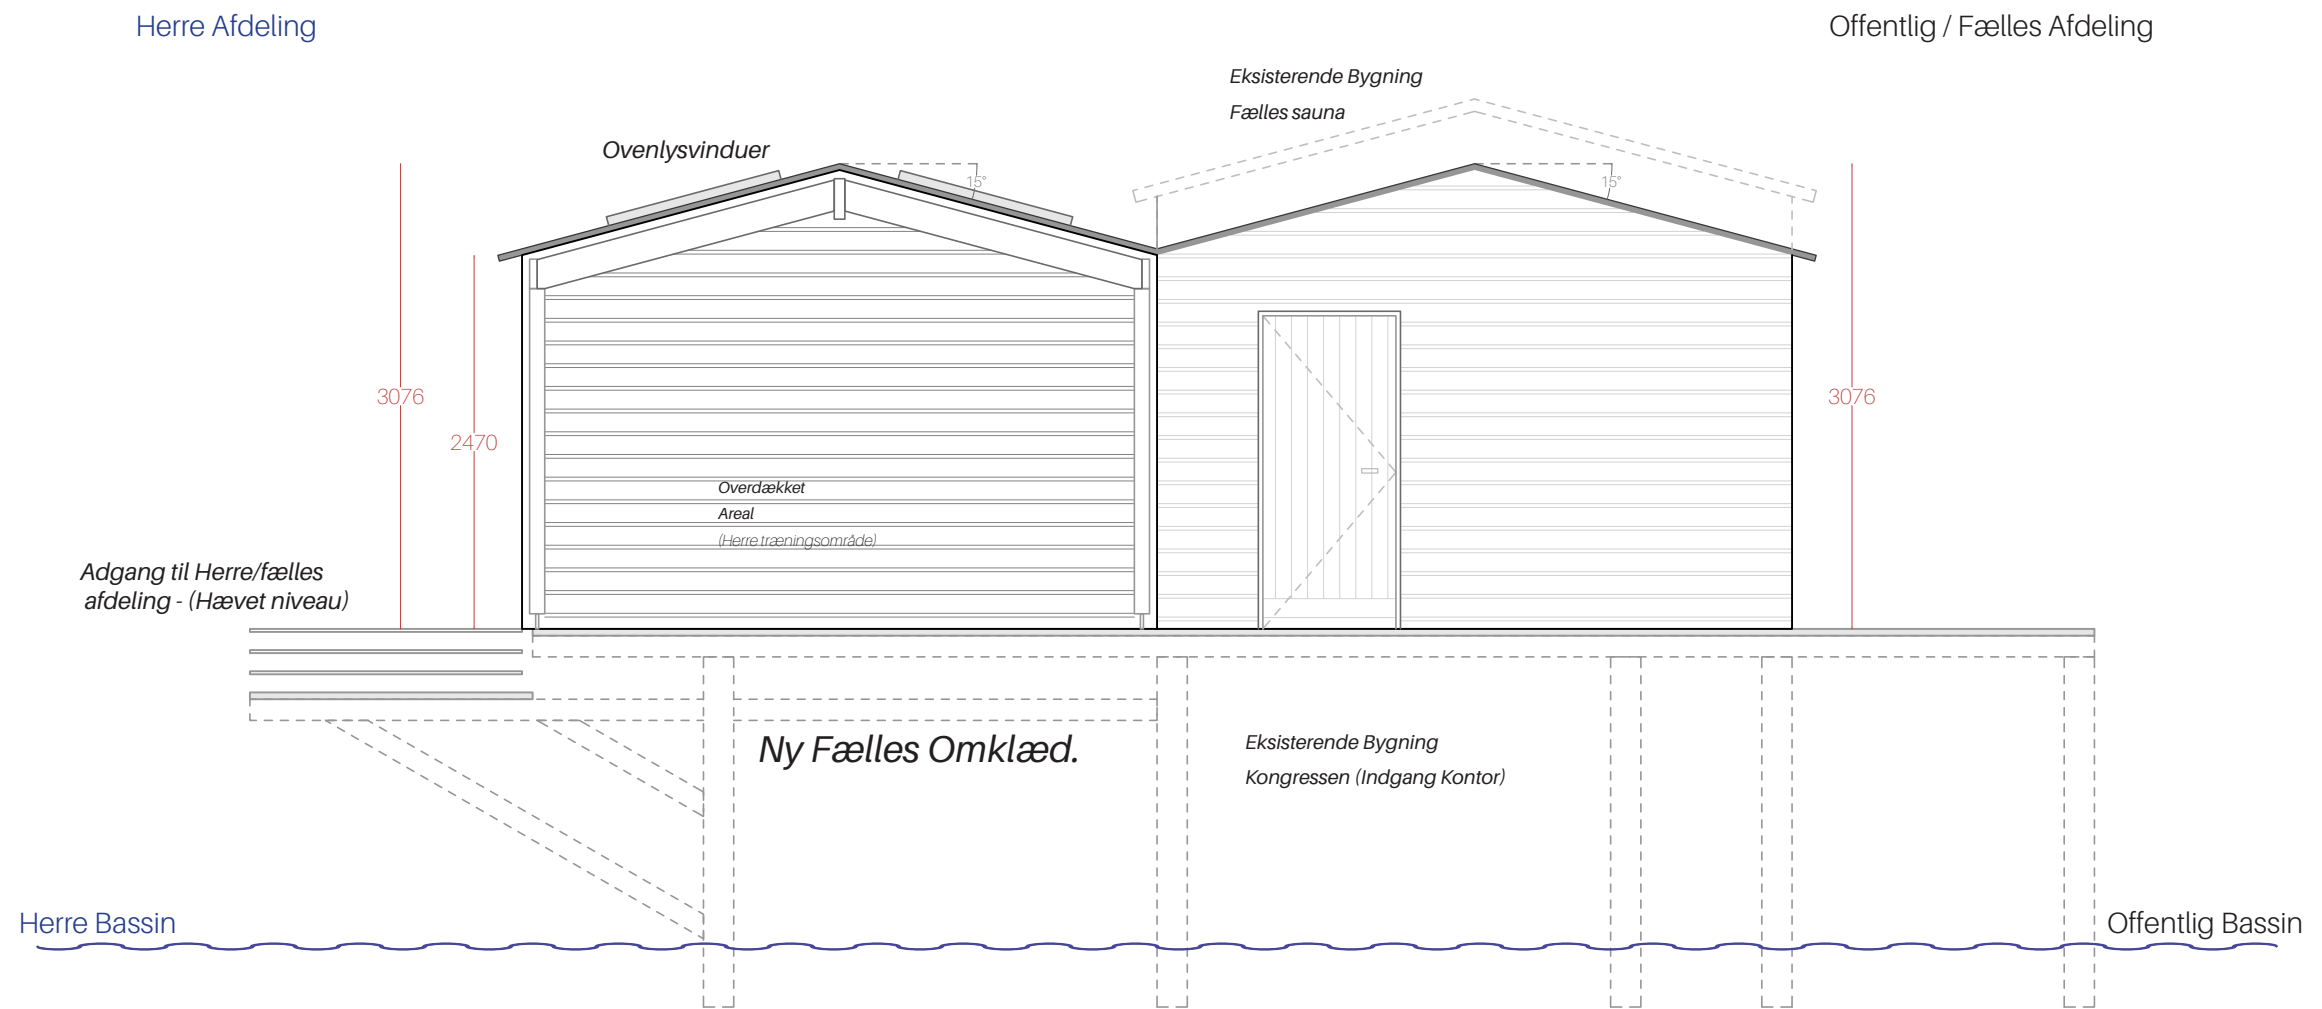 Herre Afdeling
Offentlig / Fælles Afdeling
Eksisterende Bygning
Fælles sauna
Ovenlysvinduer
15°
15°
3076
2470
3076
Overdækket
Areal
(Herre træningsområde)
Adgang til Herre/fælles
afdeling - (Hævet niveau)
Ny Fælles Omklæd.
Eksisterende Bygning
Kongressen (Indgang Kontor)
Herre Bassin
Offentlig Bassin